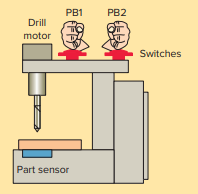 PB1 PB2
Drill
motor
Switches
Part sensor